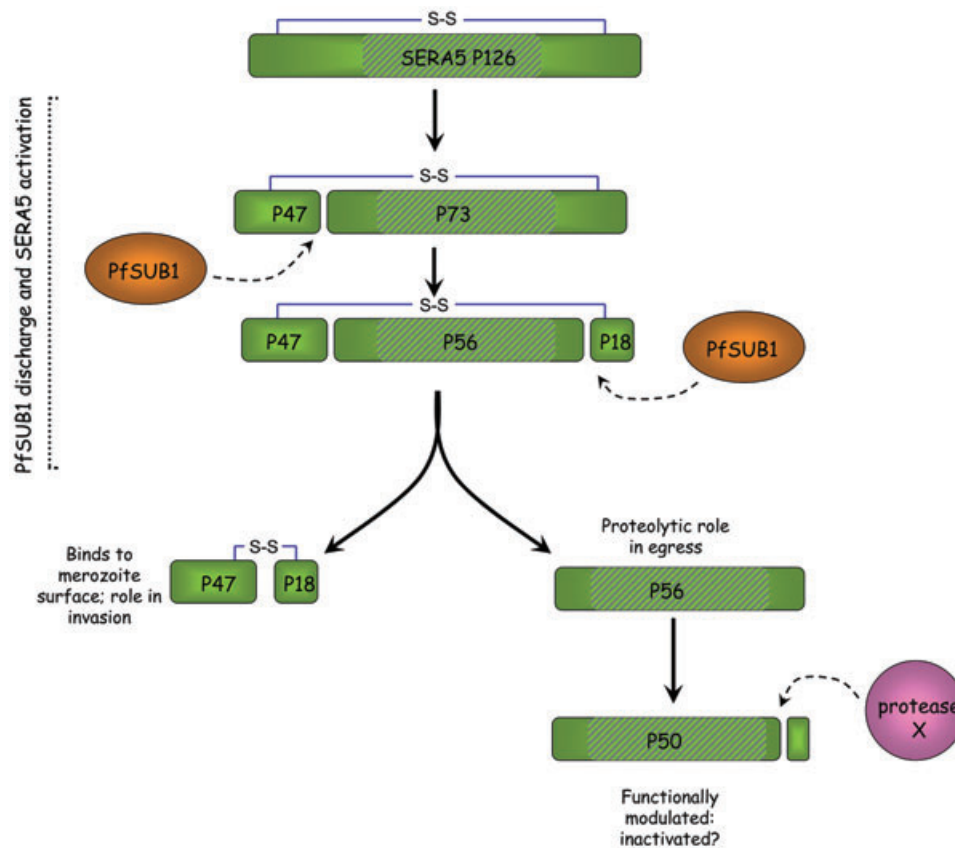 S-S
SERA5 P126
PfSUB1 discharge and SERA5 activation
S-S
P47
P73
PfSUB1
S-S
P47
P56
P18
PfSUB1
Binds to
merozoite
surface; role in
invasion
S-S
P47
P18
Proteolytic role
in egress
P56
protease
X
P50
Functionally
modulated:
inactivated?